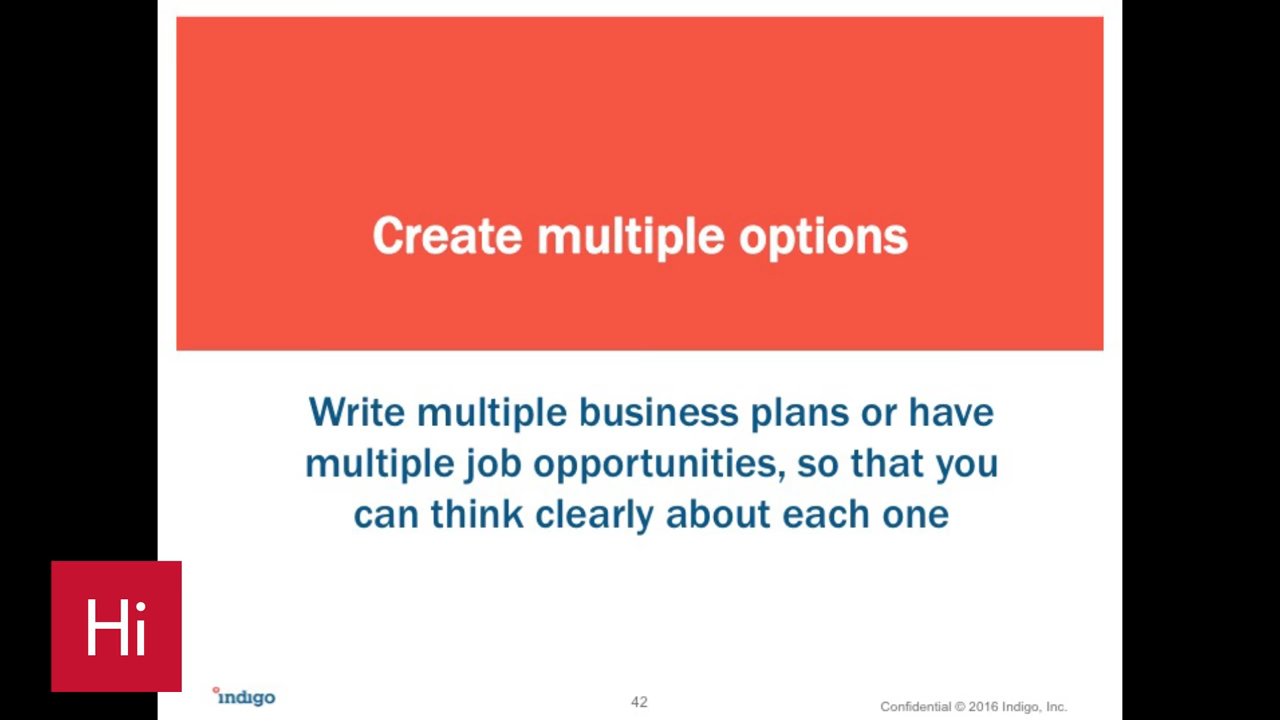 Create multiple options
Write multiple business plans or have
multiple job opportunities, so that you
can think clearly about each one
Hi
indigo
42
Confidential © 2016 Indigo, Inc.